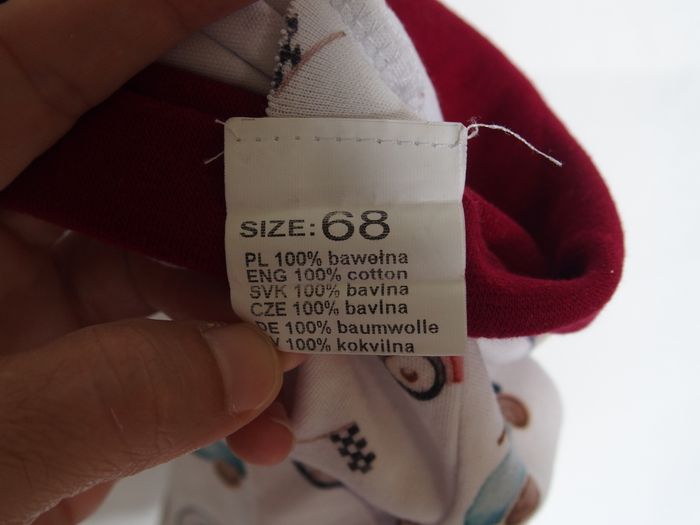 SIZE: 68
PL 100% bawełna
ENG 100% cotton
SVK 100% bavlna
CZE 100% bavlna
DE 100% baumwolle
100% kokvilna